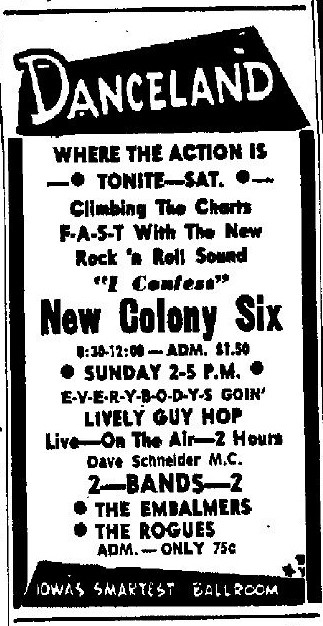 DANCELAND
WHERE THE ACTION IS
—• TONITE—SAT. •—
Climbing The Charts
F-A-S-T With The New
Rock 'n Roll Sound
"I Confess"
New Colony Six
8:30-12:00 — ADM. $1.50
• SUNDAY 2-5 P.M. •
E-V-E-R-Y-B-O-D-Y-S GOIN'
LIVELY GUY HOP
Live—On The Air—2 Hours
Dave Schneider M.C.
2—BANDS—2
• THE EMBALMERS
• THE ROGUES
ADM. — ONLY 75c
IOWA'S SMARTEST BALLROOM